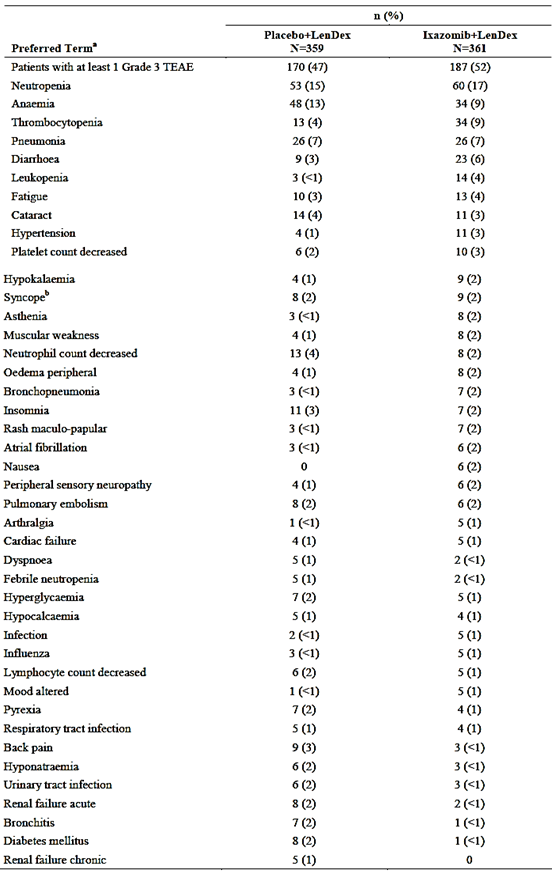 n (%)
Placebo+LenDex Ixazomib+LenDex
Preferred Termᵃ N=359 N=361
Patients with at least 1 Grade 3 TEAE 170 (47) 187 (52)
Neutropenia 53 (15) 60 (17)
Anaemia 48 (13) 34 (9)
Thrombocytopenia 13 (4) 34 (9)
Pneumonia 26 (7) 26 (7)
Diarrhoea 9 (3) 23 (6)
Leukopenia 3 (<1) 14 (4)
Fatigue 10 (3) 13 (4)
Cataract 14 (4) 11 (3)
Hypertension 4 (1) 11 (3)
Platelet count decreased 6 (2) 10 (3)
Hypokalaemia 4 (1) 9 (2)
Syncopeᵇ 8 (2) 9 (2)
Asthenia 3 (<1) 8 (2)
Muscular weakness 4 (1) 8 (2)
Neutrophil count decreased 13 (4) 8 (2)
Oedema peripheral 4 (1) 8 (2)
Bronchopneumonia 3 (<1) 7 (2)
Insomnia 11 (3) 7 (2)
Rash maculo-papular 3 (<1) 7 (2)
Atrial fibrillation 3 (<1) 6 (2)
Nausea 0 6 (2)
Peripheral sensory neuropathy 4 (1) 6 (2)
Pulmonary embolism 8 (2) 6 (2)
Arthralgia 1 (<1) 5 (1)
Cardiac failure 4 (1) 5 (1)
Dyspnoea 5 (1) 2 (<1)
Febrile neutropenia 5 (1) 2 (<1)
Hyperglycaemia 7 (2) 5 (1)
Hypocalcaemia 5 (1) 4 (1)
Infection 2 (<1) 5 (1)
Influenza 3 (<1) 5 (1)
Lymphocyte count decreased 6 (2) 5 (1)
Mood altered 1 (<1) 5 (1)
Pyrexia 7 (2) 4 (1)
Respiratory tract infection 5 (1) 4 (1)
Back pain 9 (3) 3 (<1)
Hyponatraemia 6 (2) 3 (<1)
Urinary tract infection 6 (2) 3 (<1)
Renal failure acute 8 (2) 2 (<1)
Bronchitis 7 (2) 1 (<1)
Diabetes mellitus 8 (2) 1 (<1)
Renal failure chronic 5 (1) 0